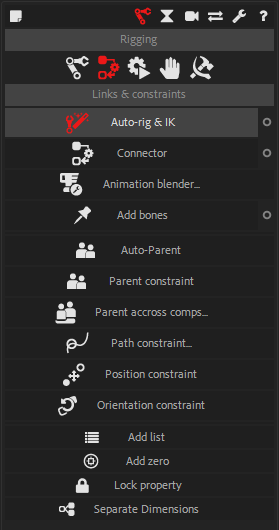 ?
Rigging
Links & constraints
Auto-rig & IK
Connector
Animation blender...
Add bones
Auto-Parent
Parent constraint
Parent accross comps...
Path constraint...
Position constraint
Orientation constraint
Add list
Add zero
Lock property
Separate Dimensions